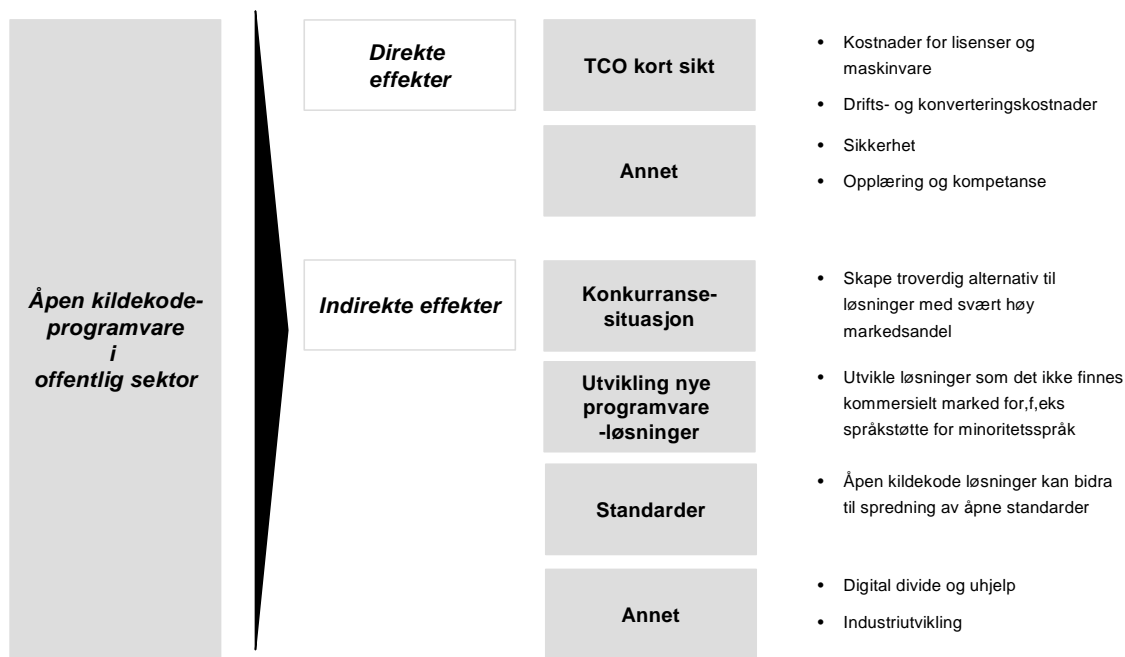 Åpen kildekode-
programvare
i
offentlig sektor
Direkte
effekter
TCO kort sikt
• Kostnader for lisenser og
maskinvare
• Drifts- og konverteringskostnader
Annet
• Sikkerhet
• Opplæring og kompetanse
Indirekte effekter
Konkurranse-
situasjon
• Skape troverdig alternativ til
løsninger med svært høy
markedsandel
Utvikling nye
programvare
-løsninger
• Utvikle løsninger som det ikke finnes
kommersielt marked for,f,eks
språkstøtte for minoritetsspråk
Standarder
• Åpen kildekode løsninger kan bidra
til spredning av åpne standarder
Annet
• Digital divide og uhjelp
• Industriutvikling